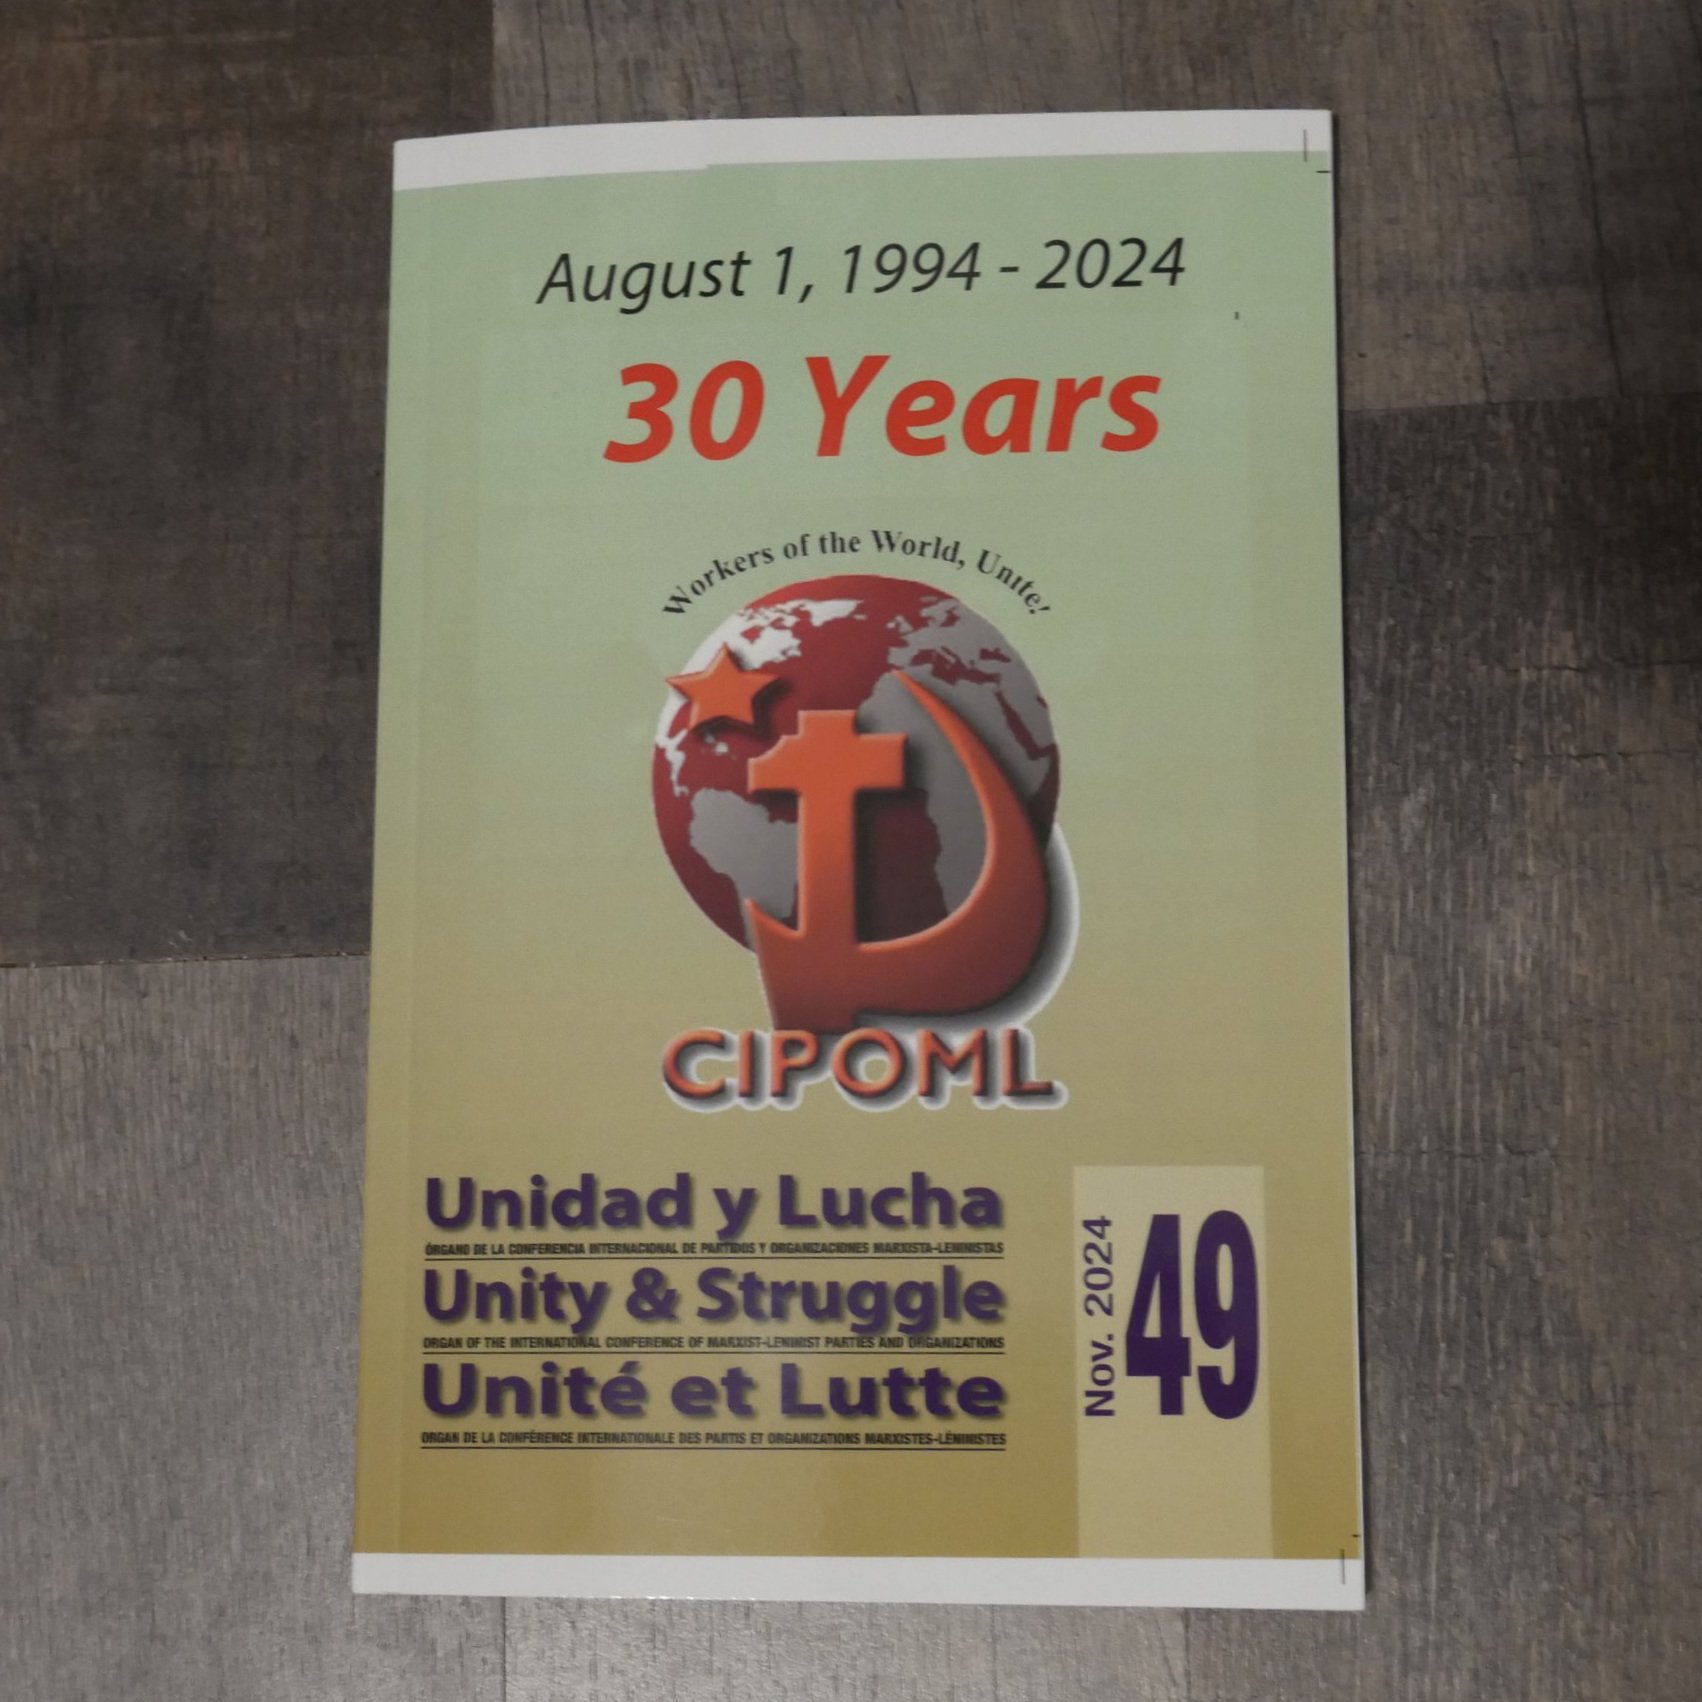 August 1, 1994 - 2024
30 Years
Workers of the World, Unite!
CIPOML
Unidad y Lucha
ÓRGANO DE LA CONFERENCIA INTERNACIONAL DE PARTIDOS Y ORGANIZACIONES MARXISTA-LENINISTAS
Unity & Struggle
ORGAN OF THE INTERNATIONAL CONFERENCE OF MARXIST-LENINIST PARTIES AND ORGANIZATIONS
Unité et Lutte
ORGAN DE LA CONFÉRENCE INTERNATIONALE DES PARTIS ET ORGANIZATIONS MARXISTES-LÉNINISTES
Nov. 2024
49